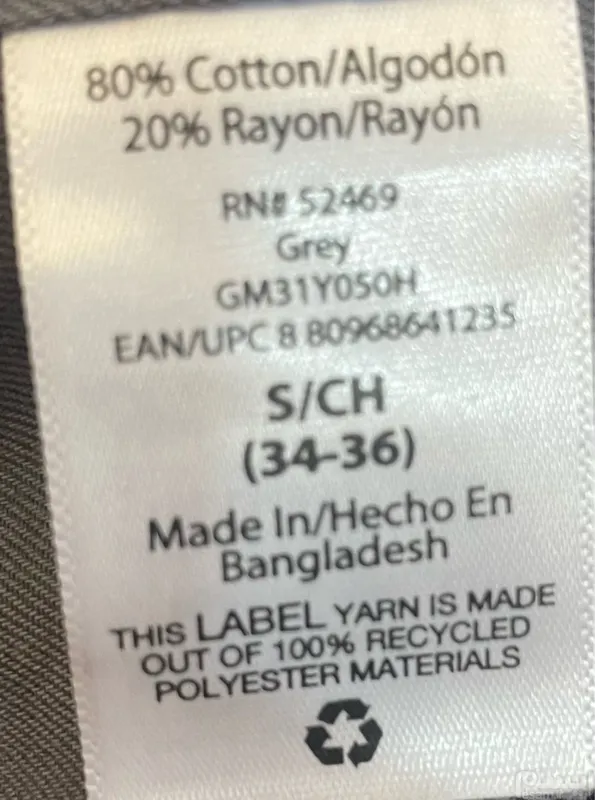 80% Cotton/Algodón
20% Rayon/Rayón
RN# 52469
Grey
GM31Y050H
EAN/UPC 8 80968641235
S/CH
(34-36)
Made In/Hecho En
Bangladesh
THIS LABEL YARN IS MADE
OUT OF 100% RECYCLED
POLYESTER MATERIALS